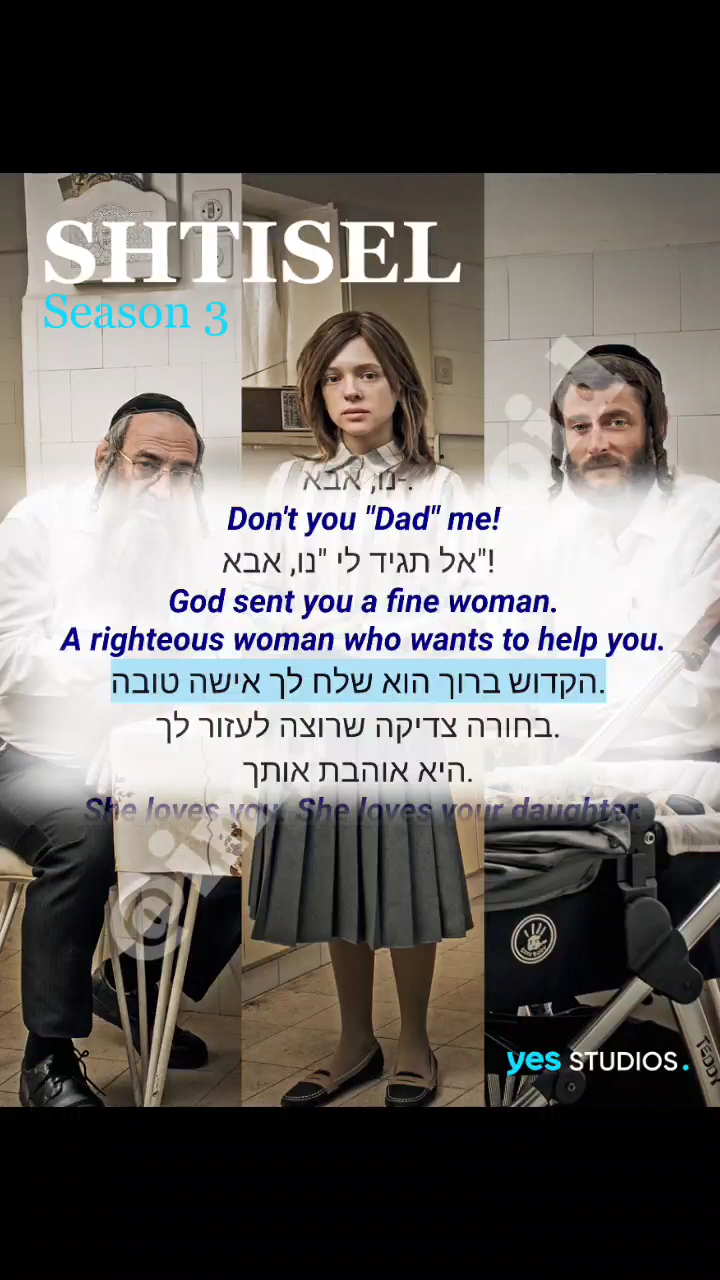 SHTISEL
Season 3
-נו, אבא.
Don't you "Dad" me!
אל תגיד לי "נו, אבא"!
God sent you a fine woman.
A righteous woman who wants to help you.
הקדוש ברוך הוא שלח לך אישה טובה.
בחורה צדיקה שרוצה לעזור לך.
היא אוהבת אותך.
She loves you. She loves your daughter.
yes STUDIOS.
TEDDY